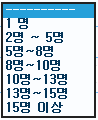 ----------
1 명
2명 ~ 5명
5명~8명
8명~10명
10명~13명
13명~15명
15명 이상